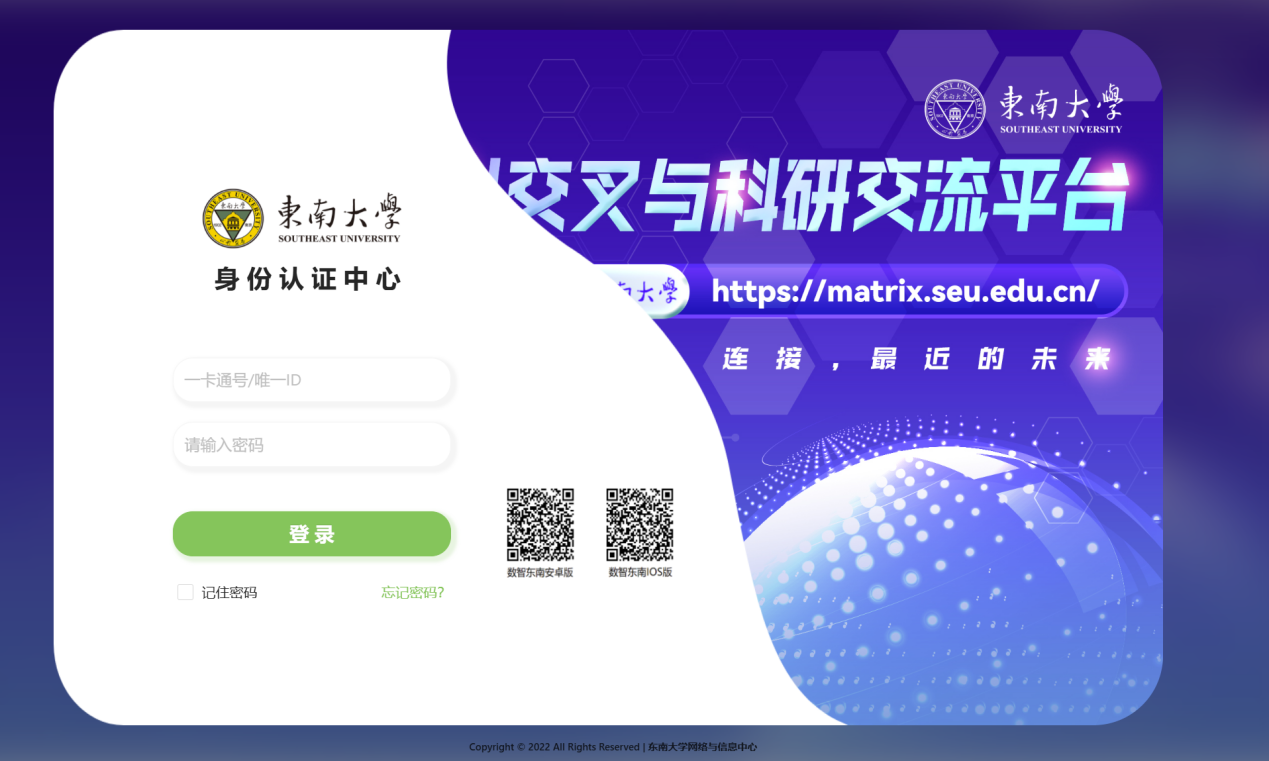 東南大學
SOUTHEAST UNIVERSITY
身份认证中心
一卡通号/唯一ID
请输入密码
登录
记住密码
忘记密码?
数智东南安卓版
数智东南IOS版
東南大學
SOUTHEAST UNIVERSITY
交叉与科研交流平台
大學
https://matrix.seu.edu.cn/
连接，最近的未来
Copyright © 2022 All Rights Reserved | 东南大学网络与信息中心